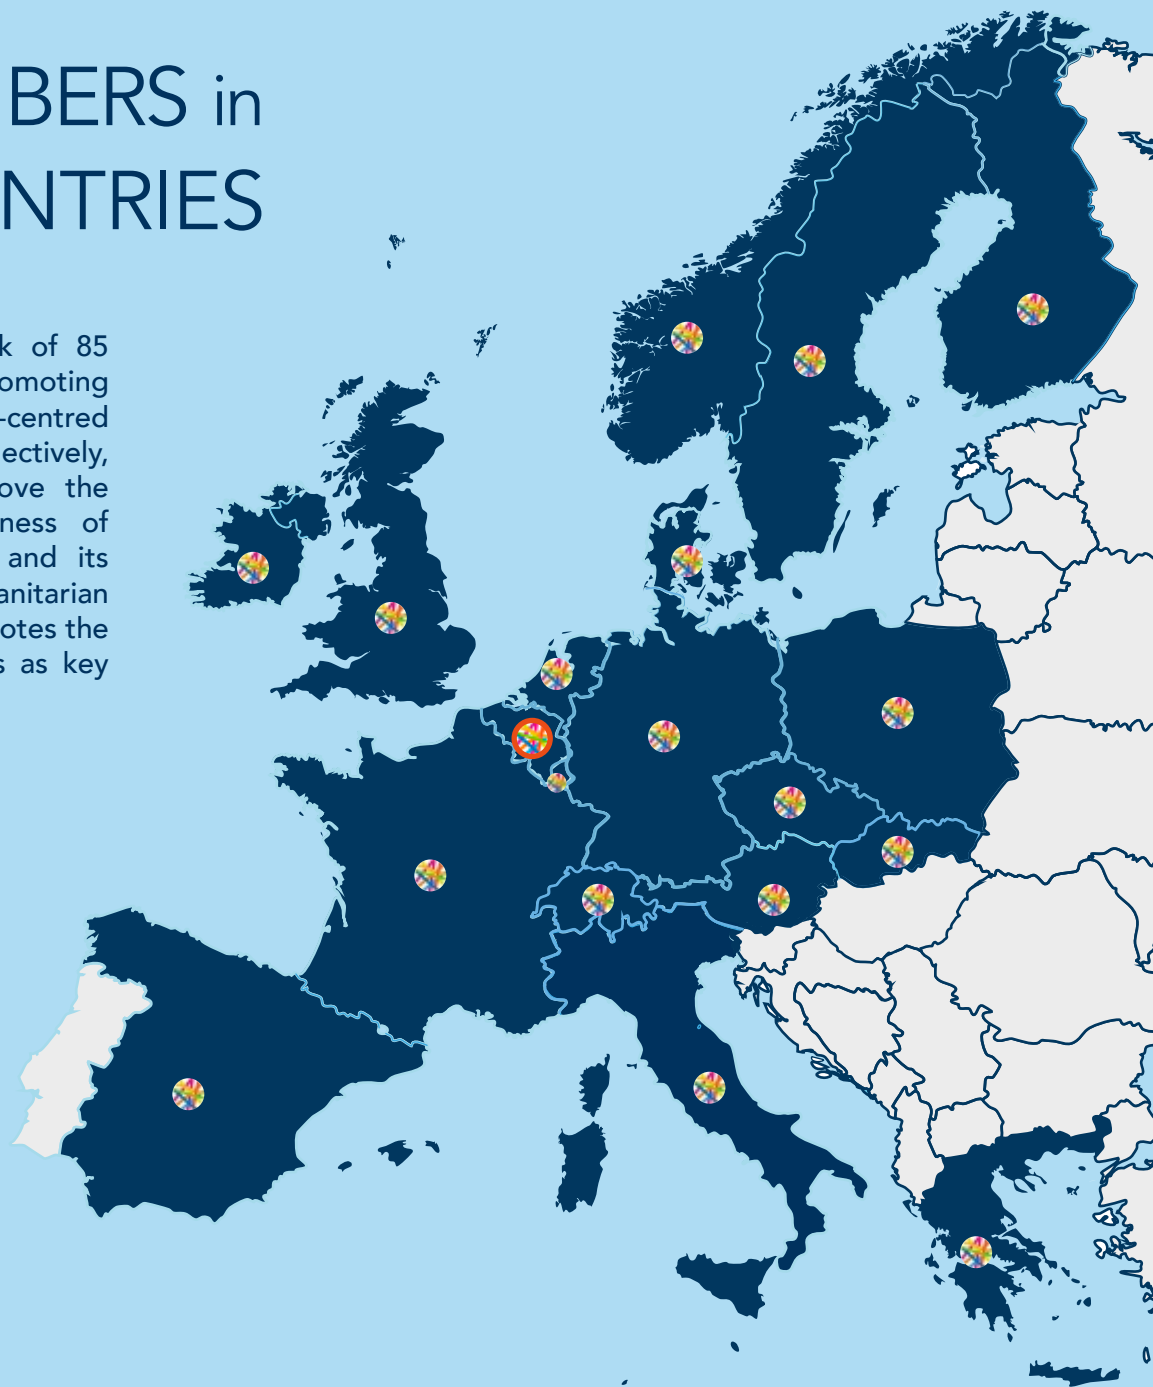 BERS in
NTRIES
k of 85
omoting
-centred
ectively,
ove the
ness of
and its
anitarian
otes the
s as key